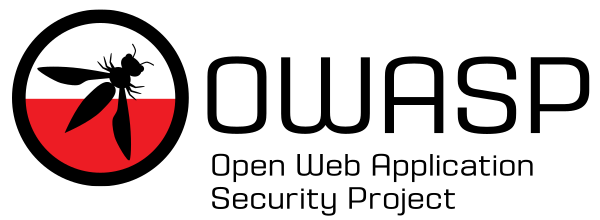 OWASP
Open Web Application
Security Project